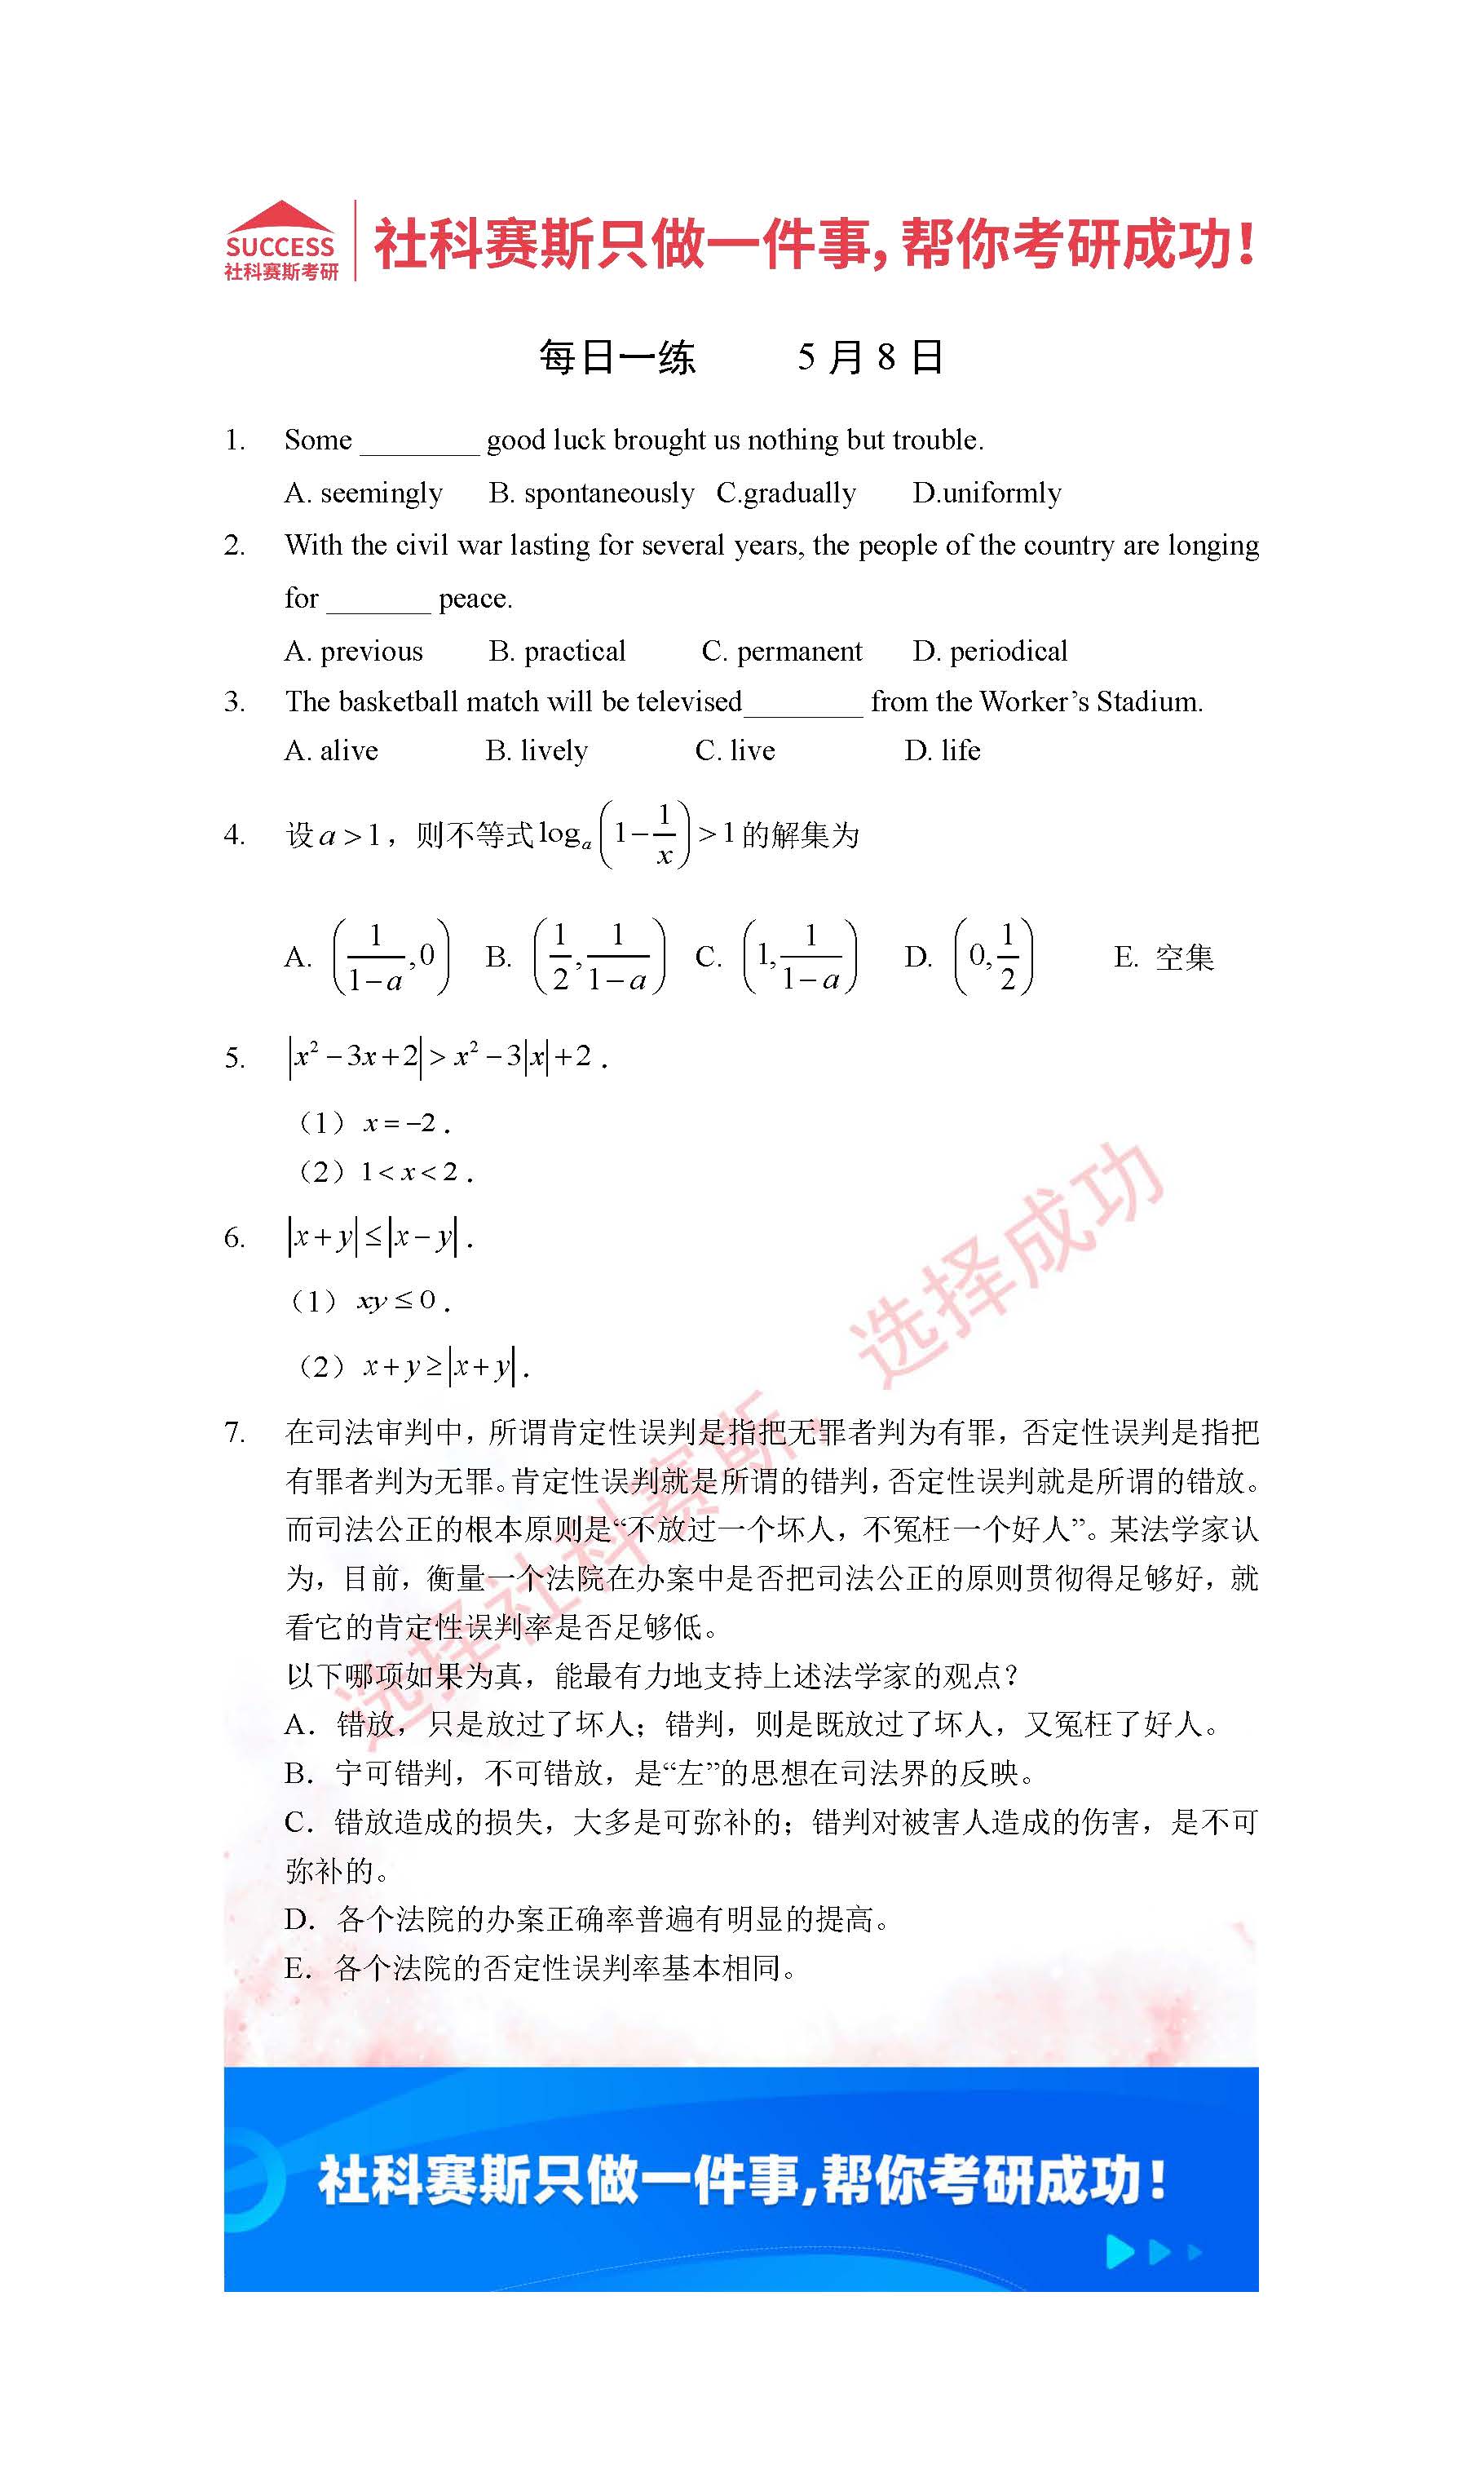 SUCCESS
社科赛斯考研
社科赛斯只做一件事，帮你考研成功！
每日一练 5 月 8 日
1. Some ________ good luck brought us nothing but trouble.
A. seemingly B. spontaneously C.gradually D.uniformly
2. With the civil war lasting for several years, the people of the country are longing
for _______ peace.
A. previous B. practical C. permanent D. periodical
3. The basketball match will be televised________ from the Worker’s Stadium.
A. alive B. lively C. live D. life
4. 设 a > 1，则不等式 log_a(1 − 1/x) > 1 的解集为
A. (1/(1−a), 0) B. (1/2, 1/(1−a)) C. (1, 1/(1−a)) D. (0, 1/2) E. 空集
5. |x² − 3x + 2| > x² − 3|x| + 2 .
（1）x = −2 .
（2）1 < x < 2 .
6. |x + y| ≤ |x − y| .
（1）xy ≤ 0 .
（2）x + y ≥ |x + y| .
7. 在司法审判中，所谓肯定性误判是指把无罪者判为有罪，否定性误判是指把
有罪者判为无罪。肯定性误判就是所谓的错判，否定性误判就是所谓的错放。
而司法公正的根本原则是“不放过一个坏人，不冤枉一个好人”。某法学家认
为，目前，衡量一个法院在办案中是否把司法公正的原则贯彻得足够好，就
看它的肯定性误判率是否足够低。
以下哪项如果为真，能最有力地支持上述法学家的观点？
A．错放，只是放过了坏人；错判，则是既放过了坏人，又冤枉了好人。
B．宁可错判，不可错放，是“左”的思想在司法界的反映。
C．错放造成的损失，大多是可弥补的；错判对被害人造成的伤害，是不可
弥补的。
D．各个法院的办案正确率普遍有明显的提高。
E．各个法院的否定性误判率基本相同。
选择社科赛斯，选择成功
社科赛斯只做一件事,帮你考研成功！